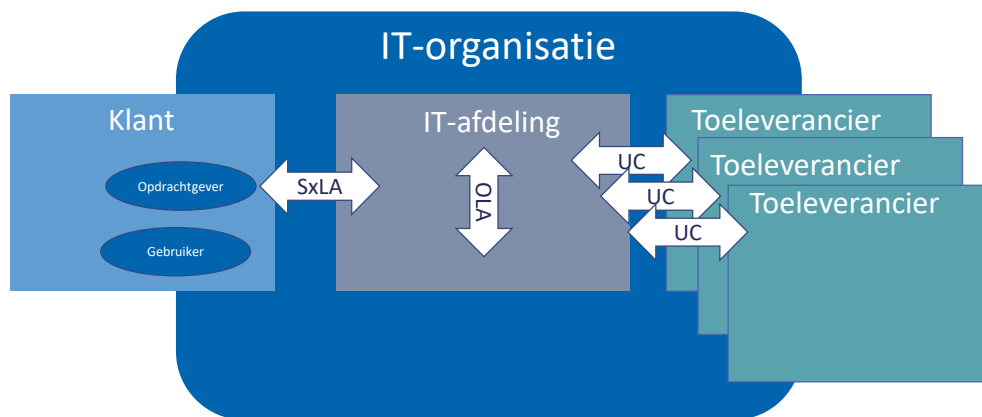 IT-organisatie
Klant
IT-afdeling
Toeleverancier
Toeleverancier
Toeleverancier
Opdrachtgever
Gebruiker
SxLA
OLA
UC
UC
UC